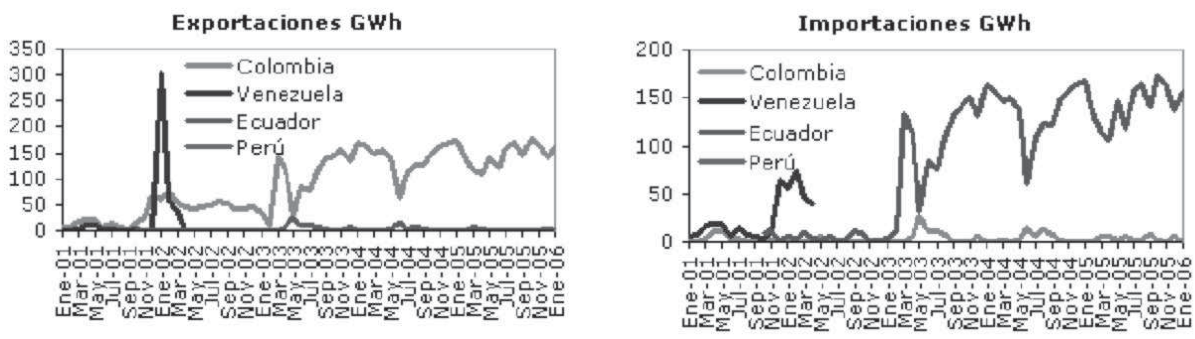 Exportaciones GWh
350
300
250
200
150
100
50
0
Colombia
Venezuela
Ecuador
Perú
Ene-01
Mar-01
May-01
Jul-01
Sep-01
Nov-01
Ene-02
Mar-02
May-02
Jul-02
Sep-02
Nov-02
Ene-03
Mar-03
May-03
Jul-03
Sep-03
Nov-03
Ene-04
Mar-04
May-04
Jul-04
Sep-04
Nov-04
Ene-05
Mar-05
May-05
Jul-05
Sep-05
Nov-05
Ene-06
Importaciones GWh
200
150
100
50
0
Colombia
Venezuela
Ecuador
Perú
Ene-01
Mar-01
May-01
Jul-01
Sep-01
Nov-01
Ene-02
Mar-02
May-02
Jul-02
Sep-02
Nov-02
Ene-03
Mar-03
May-03
Jul-03
Sep-03
Nov-03
Ene-04
Mar-04
May-04
Jul-04
Sep-04
Nov-04
Ene-05
Mar-05
May-05
Jul-05
Sep-05
Nov-05
Ene-06